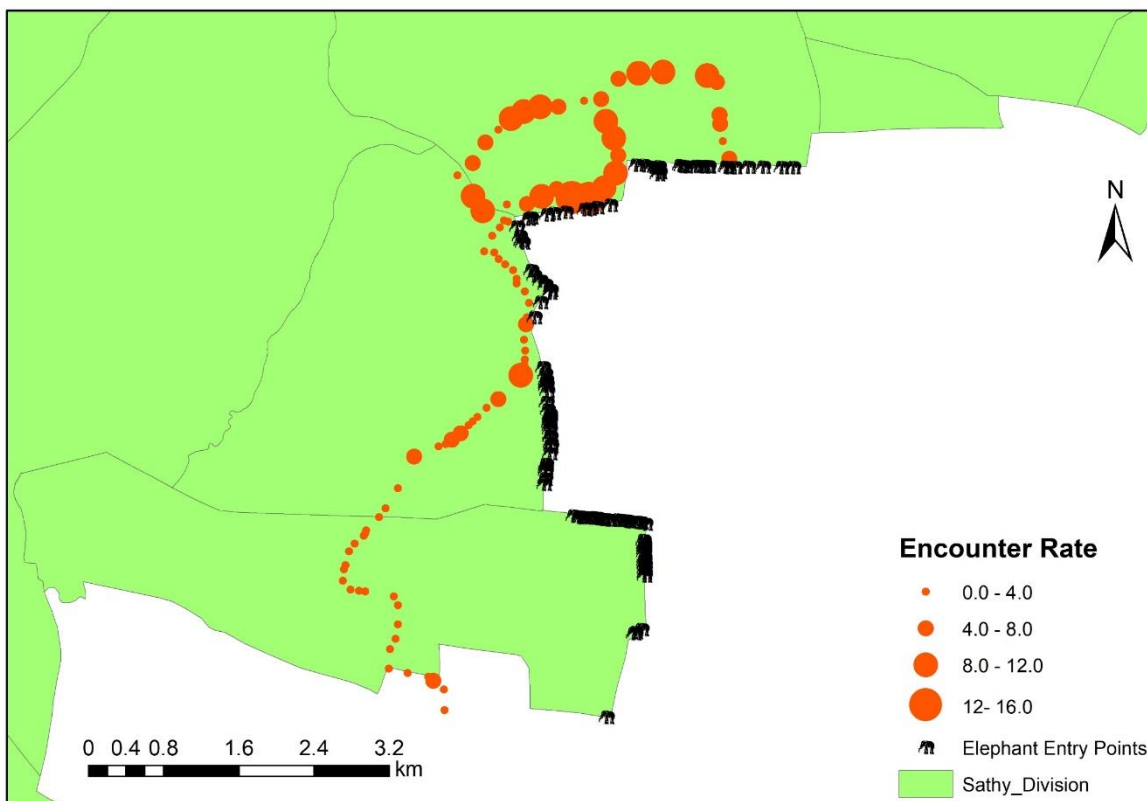 N
Encounter Rate
0.0 - 4.0
4.0 - 8.0
8.0 - 12.0
12- 16.0
Elephant Entry Points
Sathy_Division
0 0.4 0.8 1.6 2.4 3.2
km